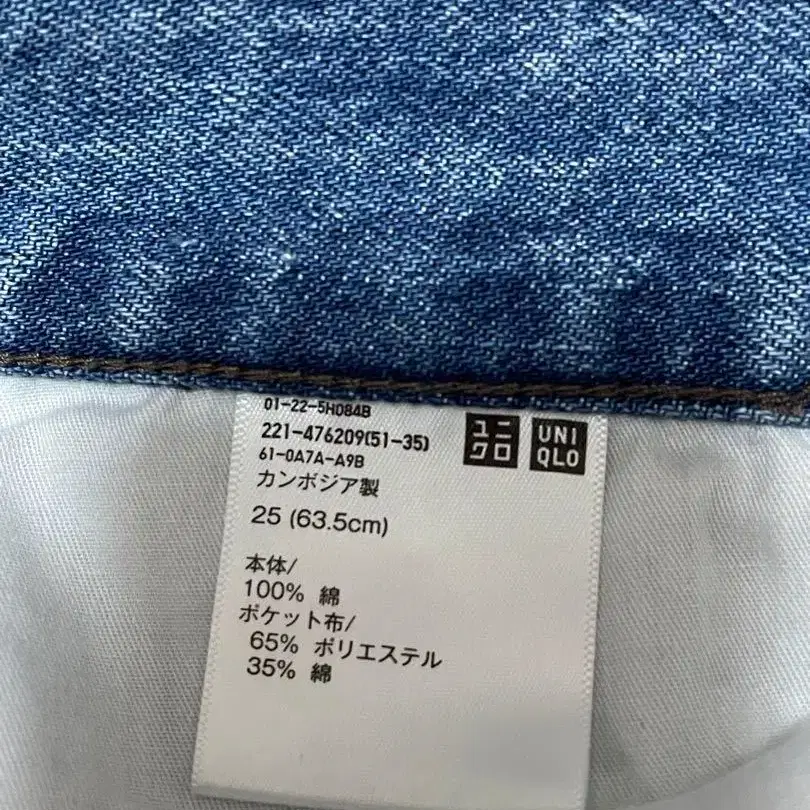 01-22-5H084B
221-476209(51-35)
61-0A7A-A9B
ユニ
クロ
UNI
QLO
カンボジア製
25 (63.5cm)
本体/
100% 綿
ポケット布/
65% ポリエステル
35% 綿